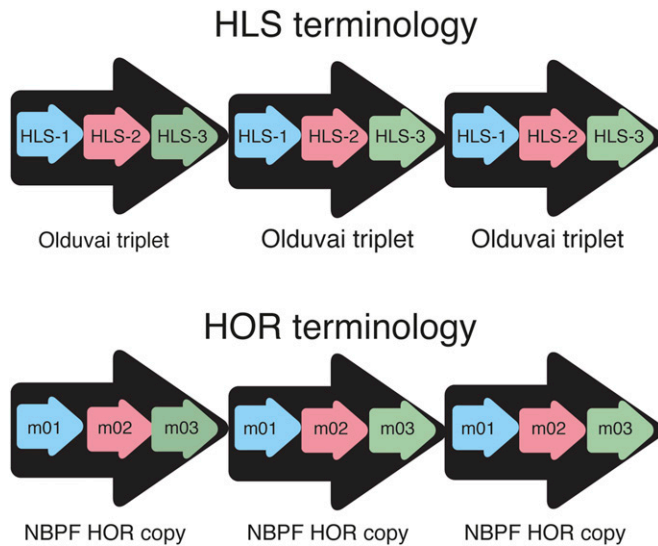 HLS terminology
HLS-1 HLS-2 HLS-3 HLS-1 HLS-2 HLS-3 HLS-1 HLS-2 HLS-3
Olduvai triplet Olduvai triplet Olduvai triplet
HOR terminology
m01 m02 m03 m01 m02 m03 m01 m02 m03
NBPF HOR copy NBPF HOR copy NBPF HOR copy